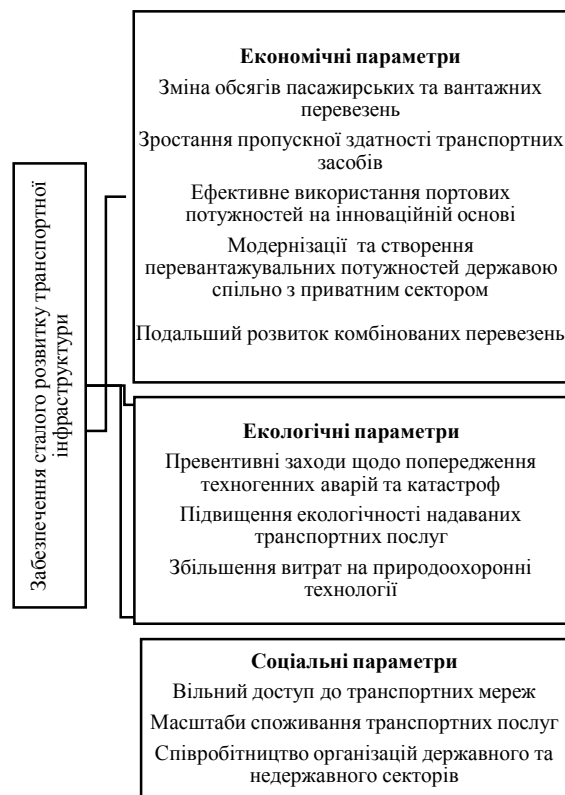 Забезпечення сталого розвитку транспортної
інфраструктури
Економічні параметри
Зміна обсягів пасажирських та вантажних
перевезень
Зростання пропускної здатності транспортних
засобів
Ефективне використання портових
потужностей на інноваційній основі
Модернізації та створення
перевантажувальних потужностей державою
спільно з приватним сектором
Подальший розвиток комбінованих перевезень
Екологічні параметри
Превентивні заходи щодо попередження
техногенних аварій та катастроф
Підвищення екологічності надаваних
транспортних послуг
Збільшення витрат на природоохоронні
технології
Соціальні параметри
Вільний доступ до транспортних мереж
Масштаби споживання транспортних послуг
Співробітництво організацій державного та
недержавного секторів